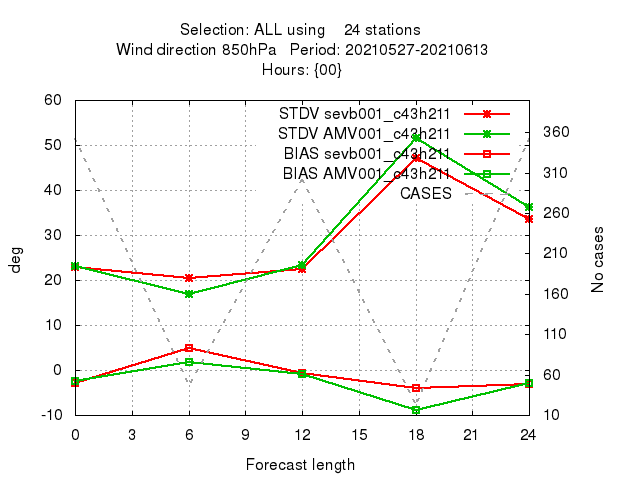 Selection: ALL using 24 stations
Wind direction 850hPa Period: 20210527-20210613
Hours: {00}
STDV sevb001_c43h211
STDV AMV001_c43h211
BIAS sevb001_c43h211
BIAS AMV001_c43h211
CASES
60
50
40
30
20
10
0
-10
deg
360
310
260
210
160
110
60
10
No cases
0 3 6 9 12 15 18 21 24
Forecast length